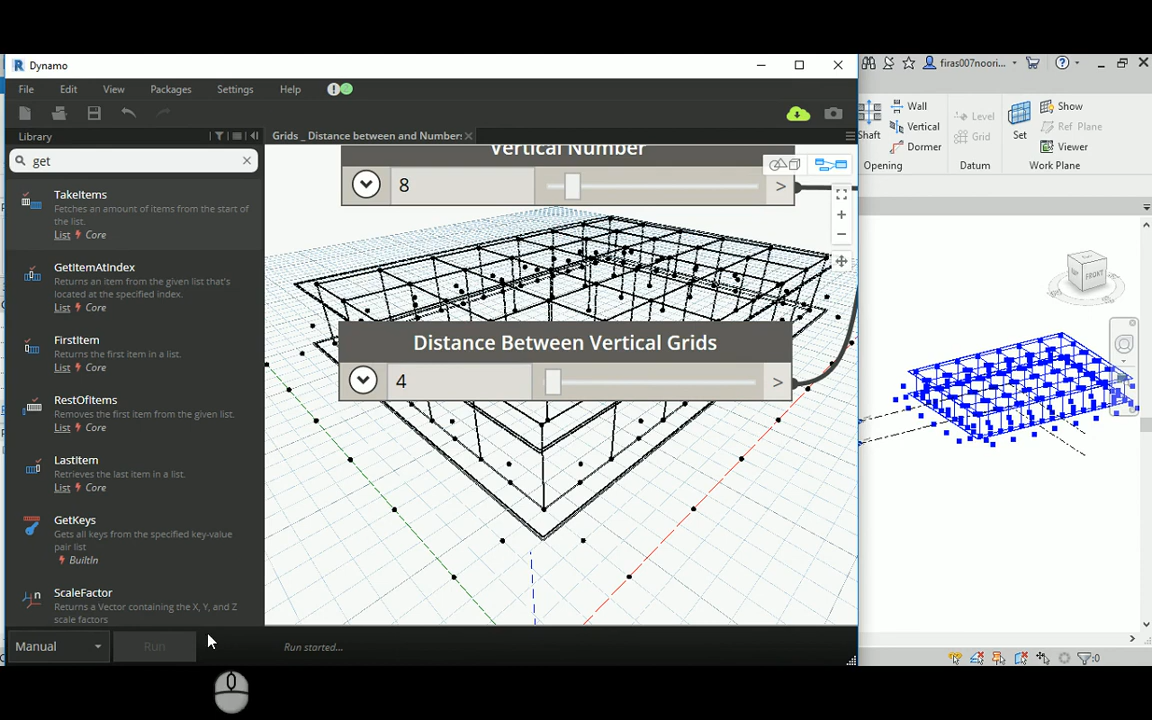 Dynamo
firas007noori...
File Edit View Packages Settings Help
Library
Grids _ Distance between and Number:
get
TakeItems
Fetches an amount of items from the start of
the list.
List Core
GetItemAtIndex
Returns an item from the given list that's
located at the specified index.
List Core
FirstItem
Returns the first item in a list.
List Core
RestOfItems
Removes the first item from the given list.
List Core
LastItem
Retrieves the last item in a list.
List Core
GetKeys
Gets all keys from the specified key-value
pair list
BuiltIn
ScaleFactor
Returns a Vector containing the X, Y, and Z
scale factors
Manual Run Run started...
Vertical Number
8 >
Distance Between Vertical Grids
4 >
Shaft
Wall
Vertical
Dormer
Opening
Level
Grid
Datum
Set
Show
Ref Plane
Viewer
Work Plane
FRONT
:0